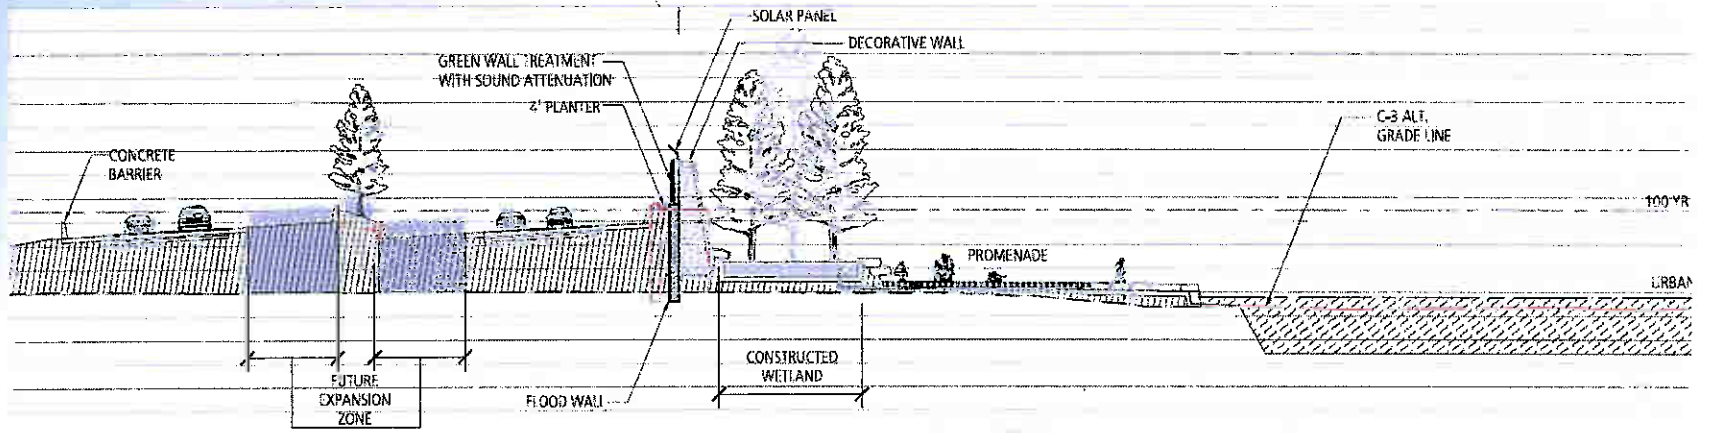 SOLAR PANEL
DECORATIVE WALL
GREEN WALL TREATMENT
WITH SOUND ATTENUATION
2' PLANTER
C-3 ALT.
GRADE LINE
CONCRETE
BARRIER
100 YR
PROMENADE
URBAN
CONSTRUCTED
WETLAND
FUTURE
EXPANSION
ZONE
FLOOD WALL